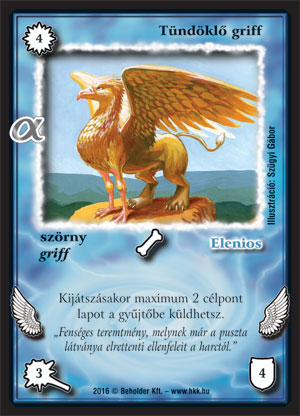 4
Tündöklő griff
α
Illusztráció: Szügyi Gábor
szörny
griff
Elenios
Kijátszásakor maximum 2 célpont
lapot a gyűjtőbe küldhetsz.
„Fenséges teremtmény, melynek már a puszta
látványa elrettenti ellenfeleit a harctól.”
3
2016 © Beholder Kft. – www.hkk.hu
4